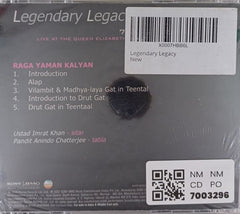 Legendary Legacy
LIVE AT THE QUEEN ELIZABETH
Legendary Legacy
New
RAGA YAMAN KALYAN
1. Introduction
2. Alap
3. Vilambit & Madhya-laya Gat in Teental
4. Introduction to Drut Gat
5. Drut Gat in Teentaal
Ustad Imrat Khan - sitar
Pandit Anindo Chatterjee - tabla
NM NM
CD PO
7003296